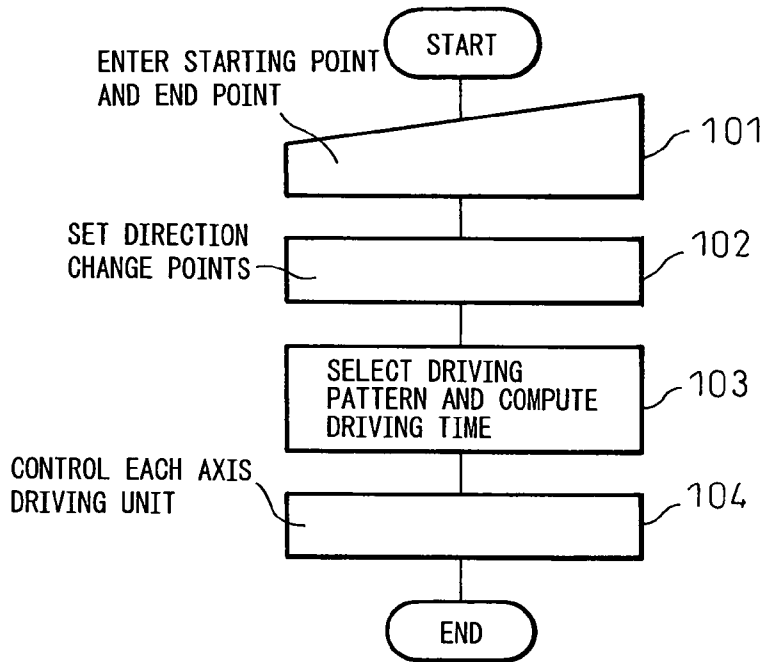 START
ENTER STARTING POINT
AND END POINT
101
SET DIRECTION
CHANGE POINTS
102
SELECT DRIVING
PATTERN AND COMPUTE
DRIVING TIME
103
CONTROL EACH AXIS
DRIVING UNIT
104
END